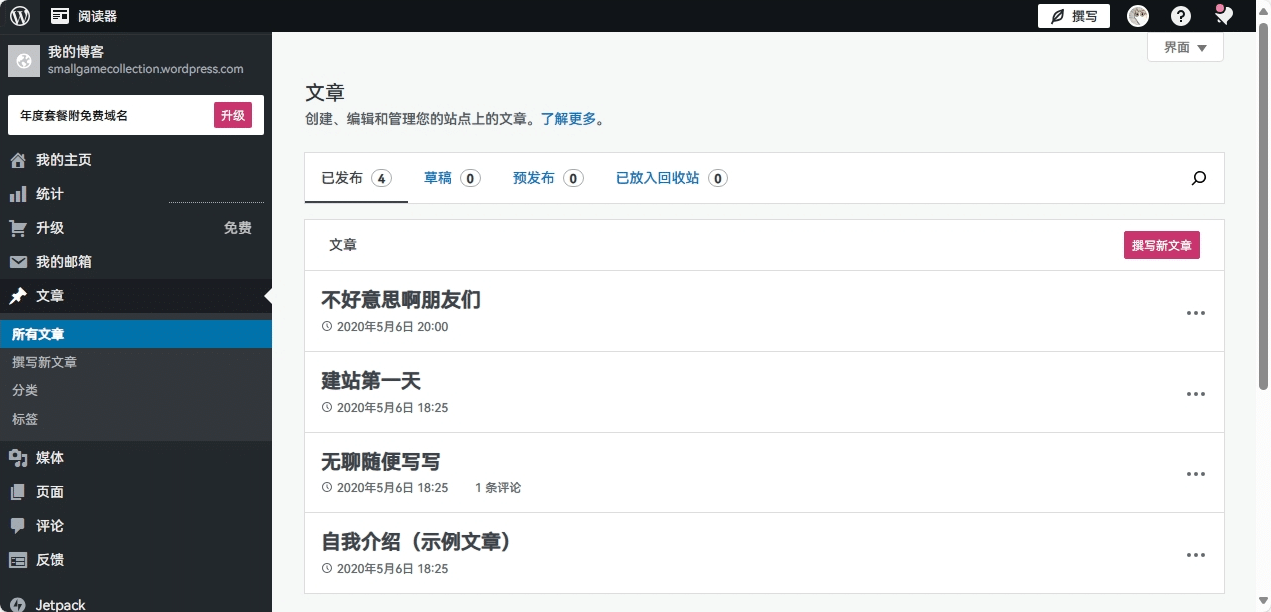 阅读器
撰写
我的博客
smallgamecollection.wordpress.com
年度套餐附免费域名 升级
我的主页
统计
升级 免费
我的邮箱
文章
所有文章
撰写新文章
分类
标签
媒体
页面
评论
反馈
Jetpack
界面
文章
创建、编辑和管理您的站点上的文章。了解更多。
已发布 4 草稿 0 预发布 0 已放入回收站 0
文章 撰写新文章
不好意思啊朋友们
2020年5月6日 20:00
建站第一天
2020年5月6日 18:25
无聊随便写写
2020年5月6日 18:25 1 条评论
自我介绍（示例文章）
2020年5月6日 18:25